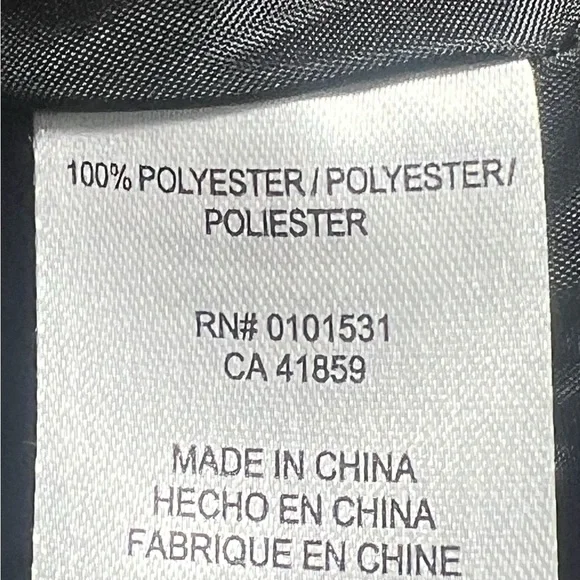 100% POLYESTER / POLYESTER /
POLIESTER
RN# 0101531
CA 41859
MADE IN CHINA
HECHO EN CHINA
FABRIQUE EN CHINE